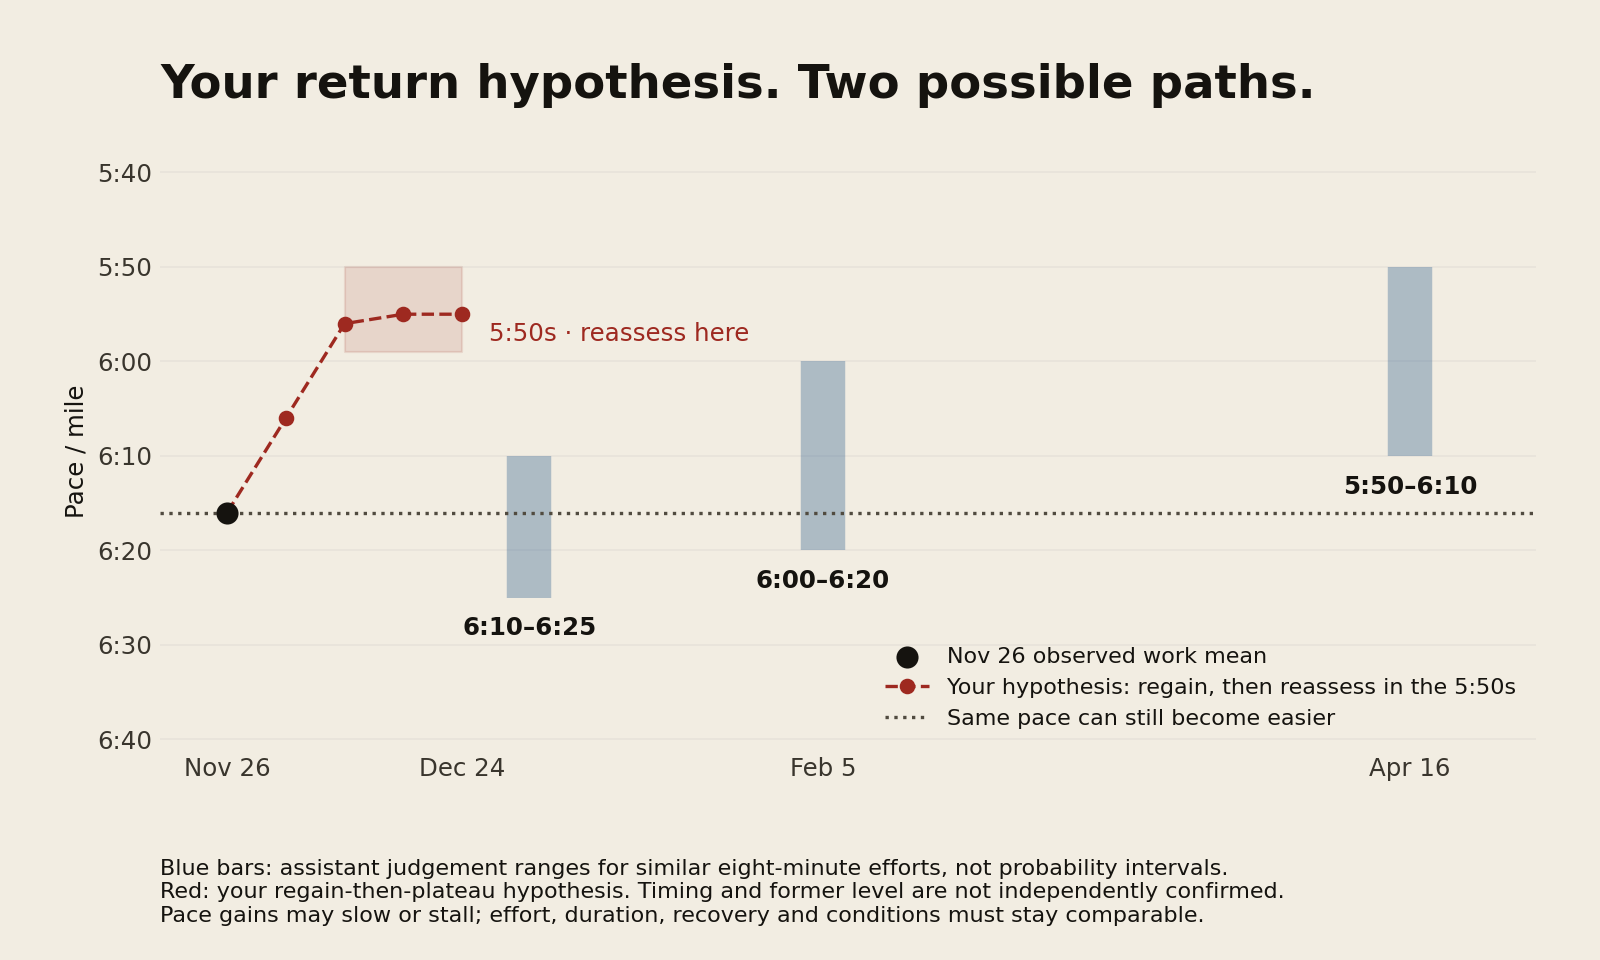 Your return hypothesis. Two possible paths.
5:40
5:50
6:00
6:10
6:20
6:30
6:40
Pace / mile
5:50s · reassess here
5:50–6:10
6:00–6:20
6:10–6:25
Nov 26 observed work mean
Your hypothesis: regain, then reassess in the 5:50s
Same pace can still become easier
Nov 26
Dec 24
Feb 5
Apr 16
Blue bars: assistant judgement ranges for similar eight-minute efforts, not probability intervals.
Red: your regain-then-plateau hypothesis. Timing and former level are not independently confirmed.
Pace gains may slow or stall; effort, duration, recovery and conditions must stay comparable.